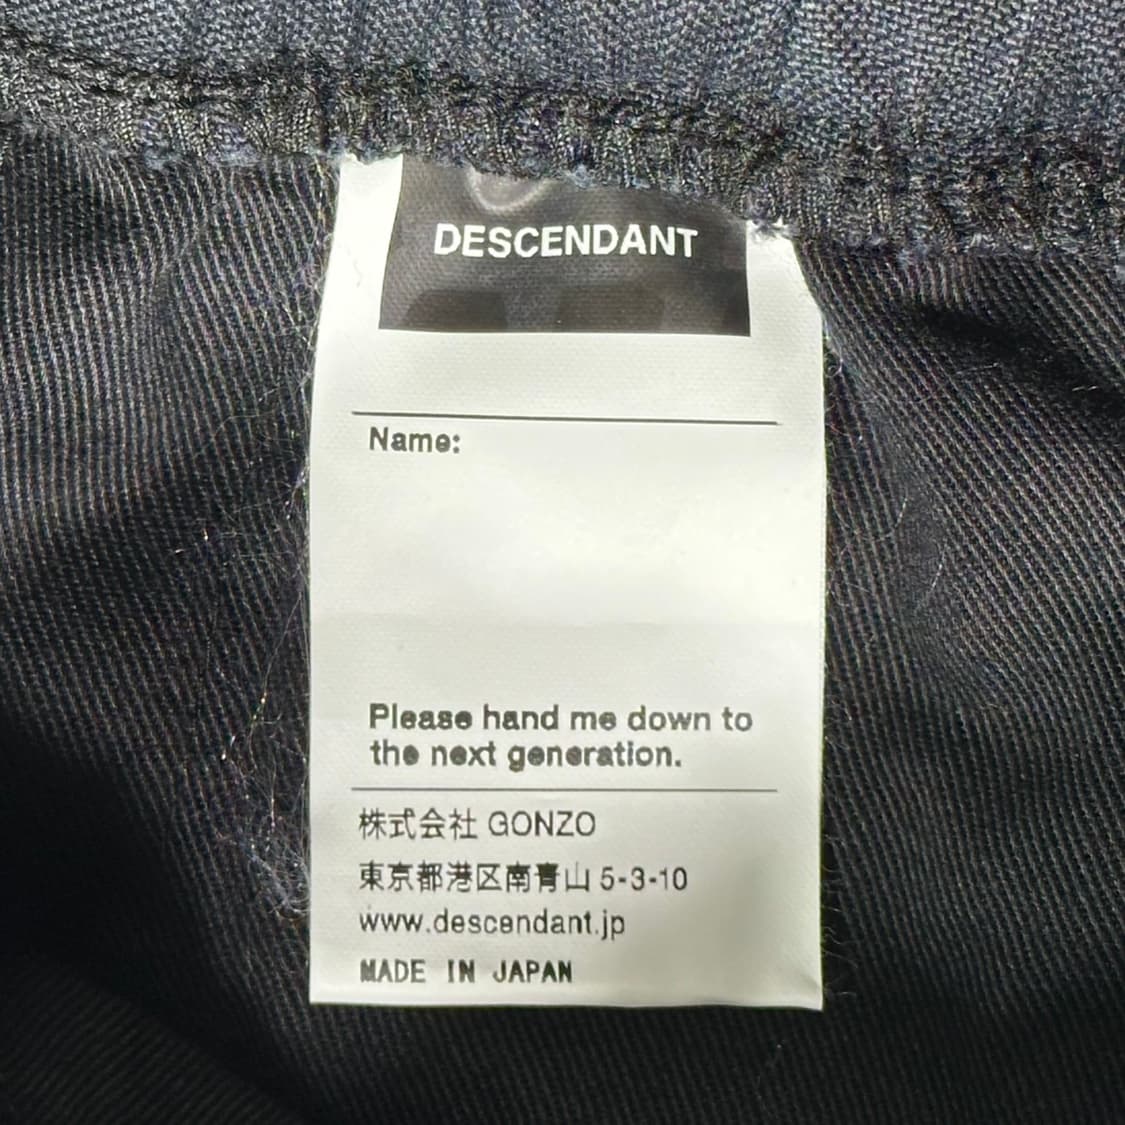 DESCENDANT
Name:
Please hand me down to
the next generation.
株式会社 GONZO
東京都港区南青山 5-3-10
www.descendant.jp
MADE IN JAPAN